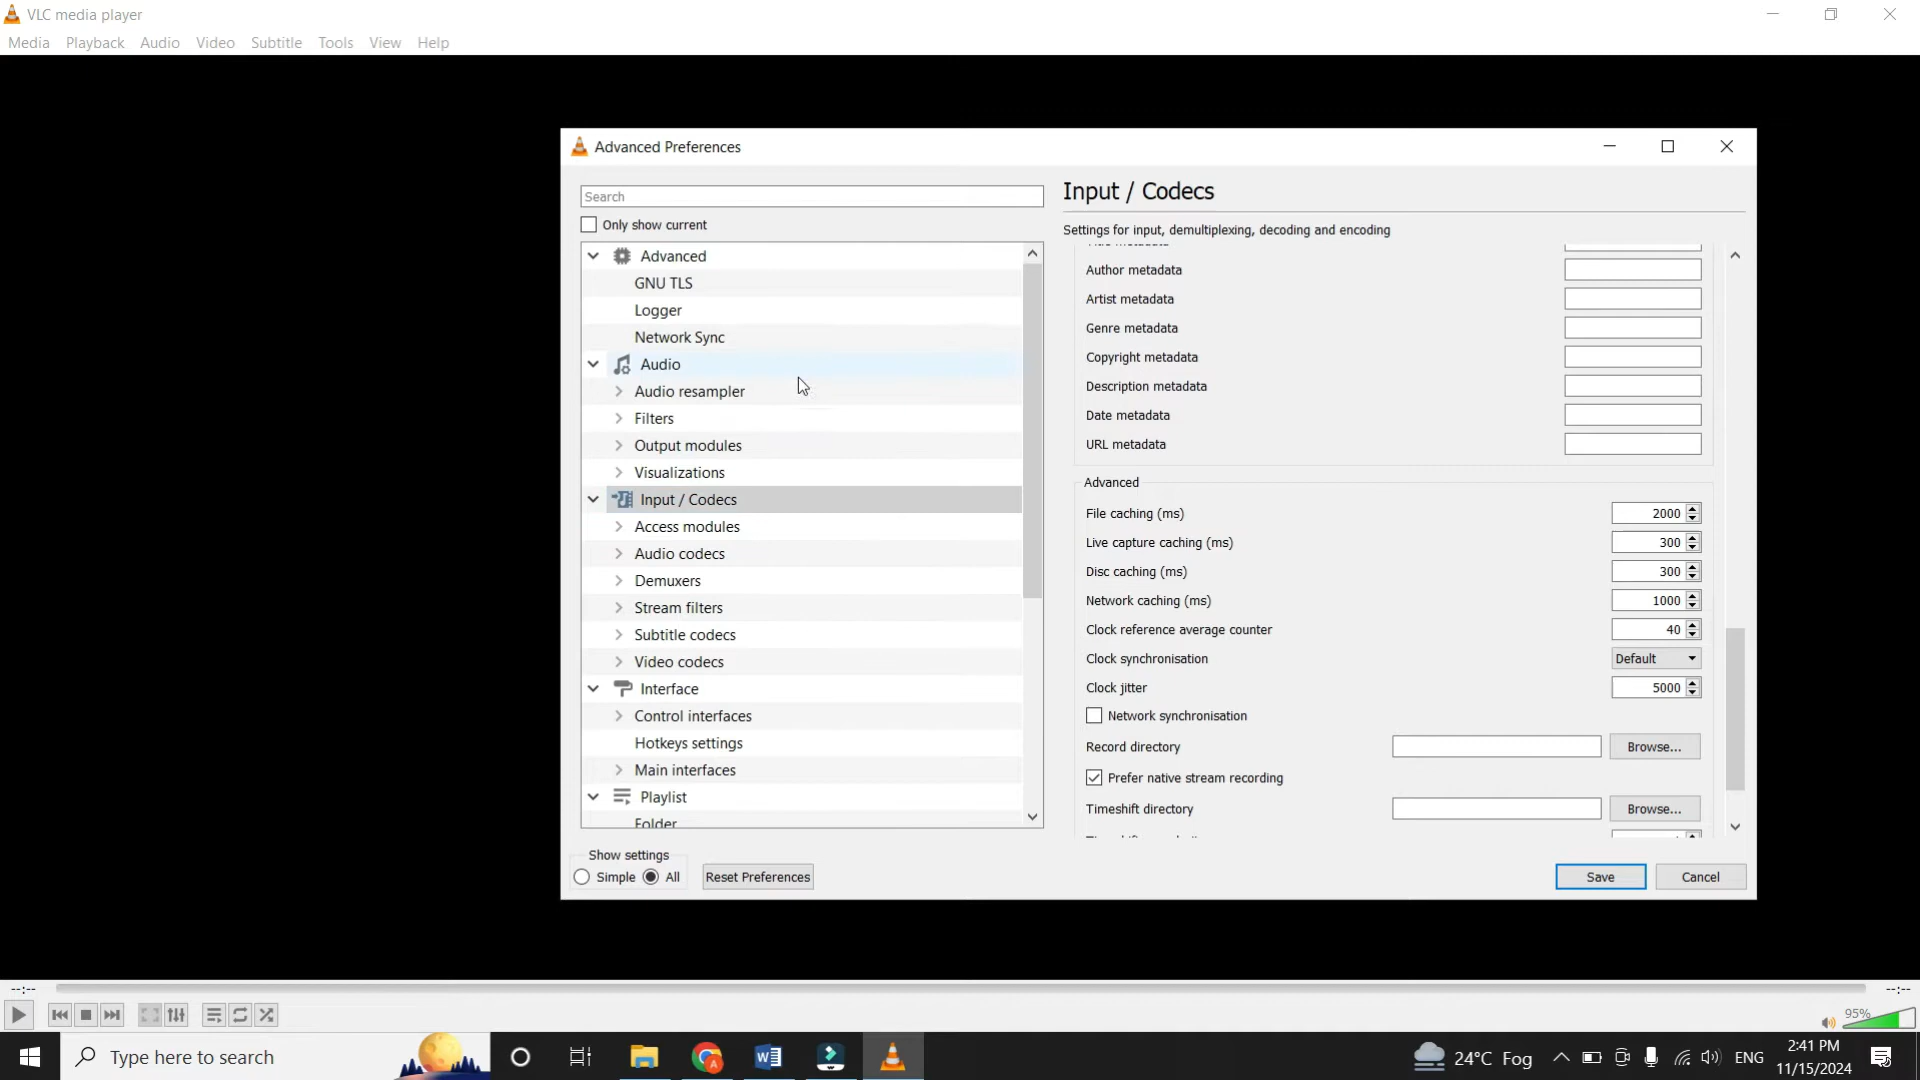 VLC media player
Media Playback Audio Video Subtitle Tools View Help
Advanced Preferences
Search
Only show current
Advanced
GNU TLS
Logger
Network Sync
Audio
Audio resampler
Filters
Output modules
Visualizations
Input / Codecs
Access modules
Audio codecs
Demuxers
Stream filters
Subtitle codecs
Video codecs
Interface
Control interfaces
Hotkeys settings
Main interfaces
Playlist
Folder
Input / Codecs
Settings for input, demultiplexing, decoding and encoding
Author metadata
Artist metadata
Genre metadata
Copyright metadata
Description metadata
Date metadata
URL metadata
Advanced
File caching (ms) 2000
Live capture caching (ms) 300
Disc caching (ms) 300
Network caching (ms) 1000
Clock reference average counter 40
Clock synchronisation Default
Clock jitter 5000
Network synchronisation
Record directory Browse...
Prefer native stream recording
Timeshift directory Browse...
Show settings
Simple All Reset Preferences Save Cancel
--:-- --:--
95%
Type here to search 24°C Fog ENG 2:41 PM
11/15/2024